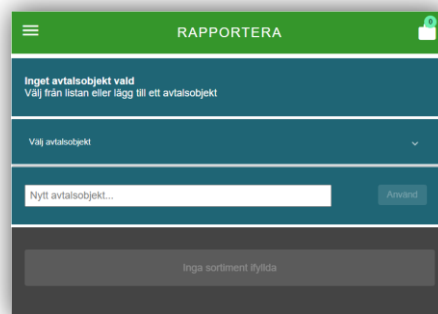 RAPPORTERA
0
Inget avtalsobjekt vald
Välj från listan eller lägg till ett avtalsobjekt
Välj avtalsobjekt
Nytt avtalsobjekt...
Använd
Inga sortiment ifyllda